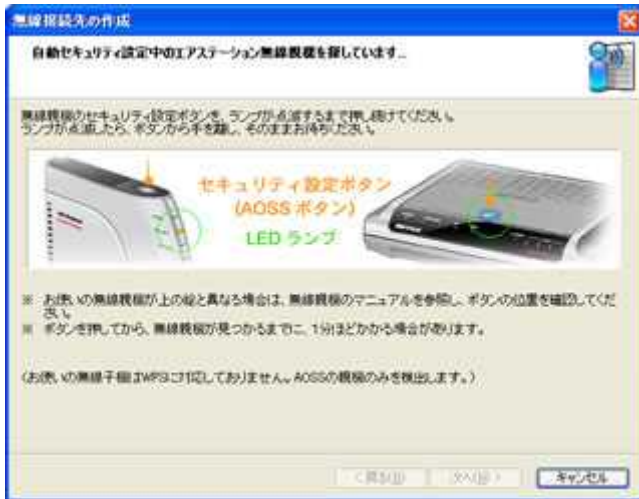 無線接続先の作成
自動セキュリティ設定中のエアステーション無線親機を探しています...
無線親機のセキュリティ設定ボタンを、ランプが点滅するまで押し続けてください。
ランプが点滅したら、ボタンから手を離し、そのままお待ちください。
セキュリティ設定ボタン
(AOSS ボタン)
LED ランプ
※ お使いの無線親機が上の絵と異なる場合は、無線親機のマニュアルを参照し、ボタンの位置を確認してくだ
さい。
※ ボタンを押してから、無線親機が見つかるまでに、1分ほどかかる場合があります。
(お使いの無線子機はWPSに対応しておりません。AOSSの親機のみを検出します。)
< 戻る(B)
次へ(N) >
キャンセル